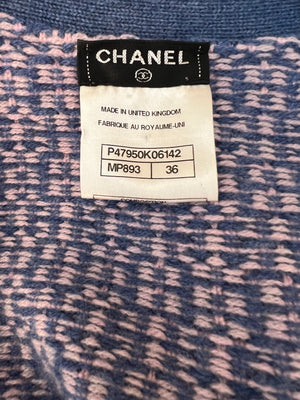 CHANEL
MADE IN UNITED KINGDOM
FABRIQUE AU ROYAUME-UNI
P47950K06142
MP893 36